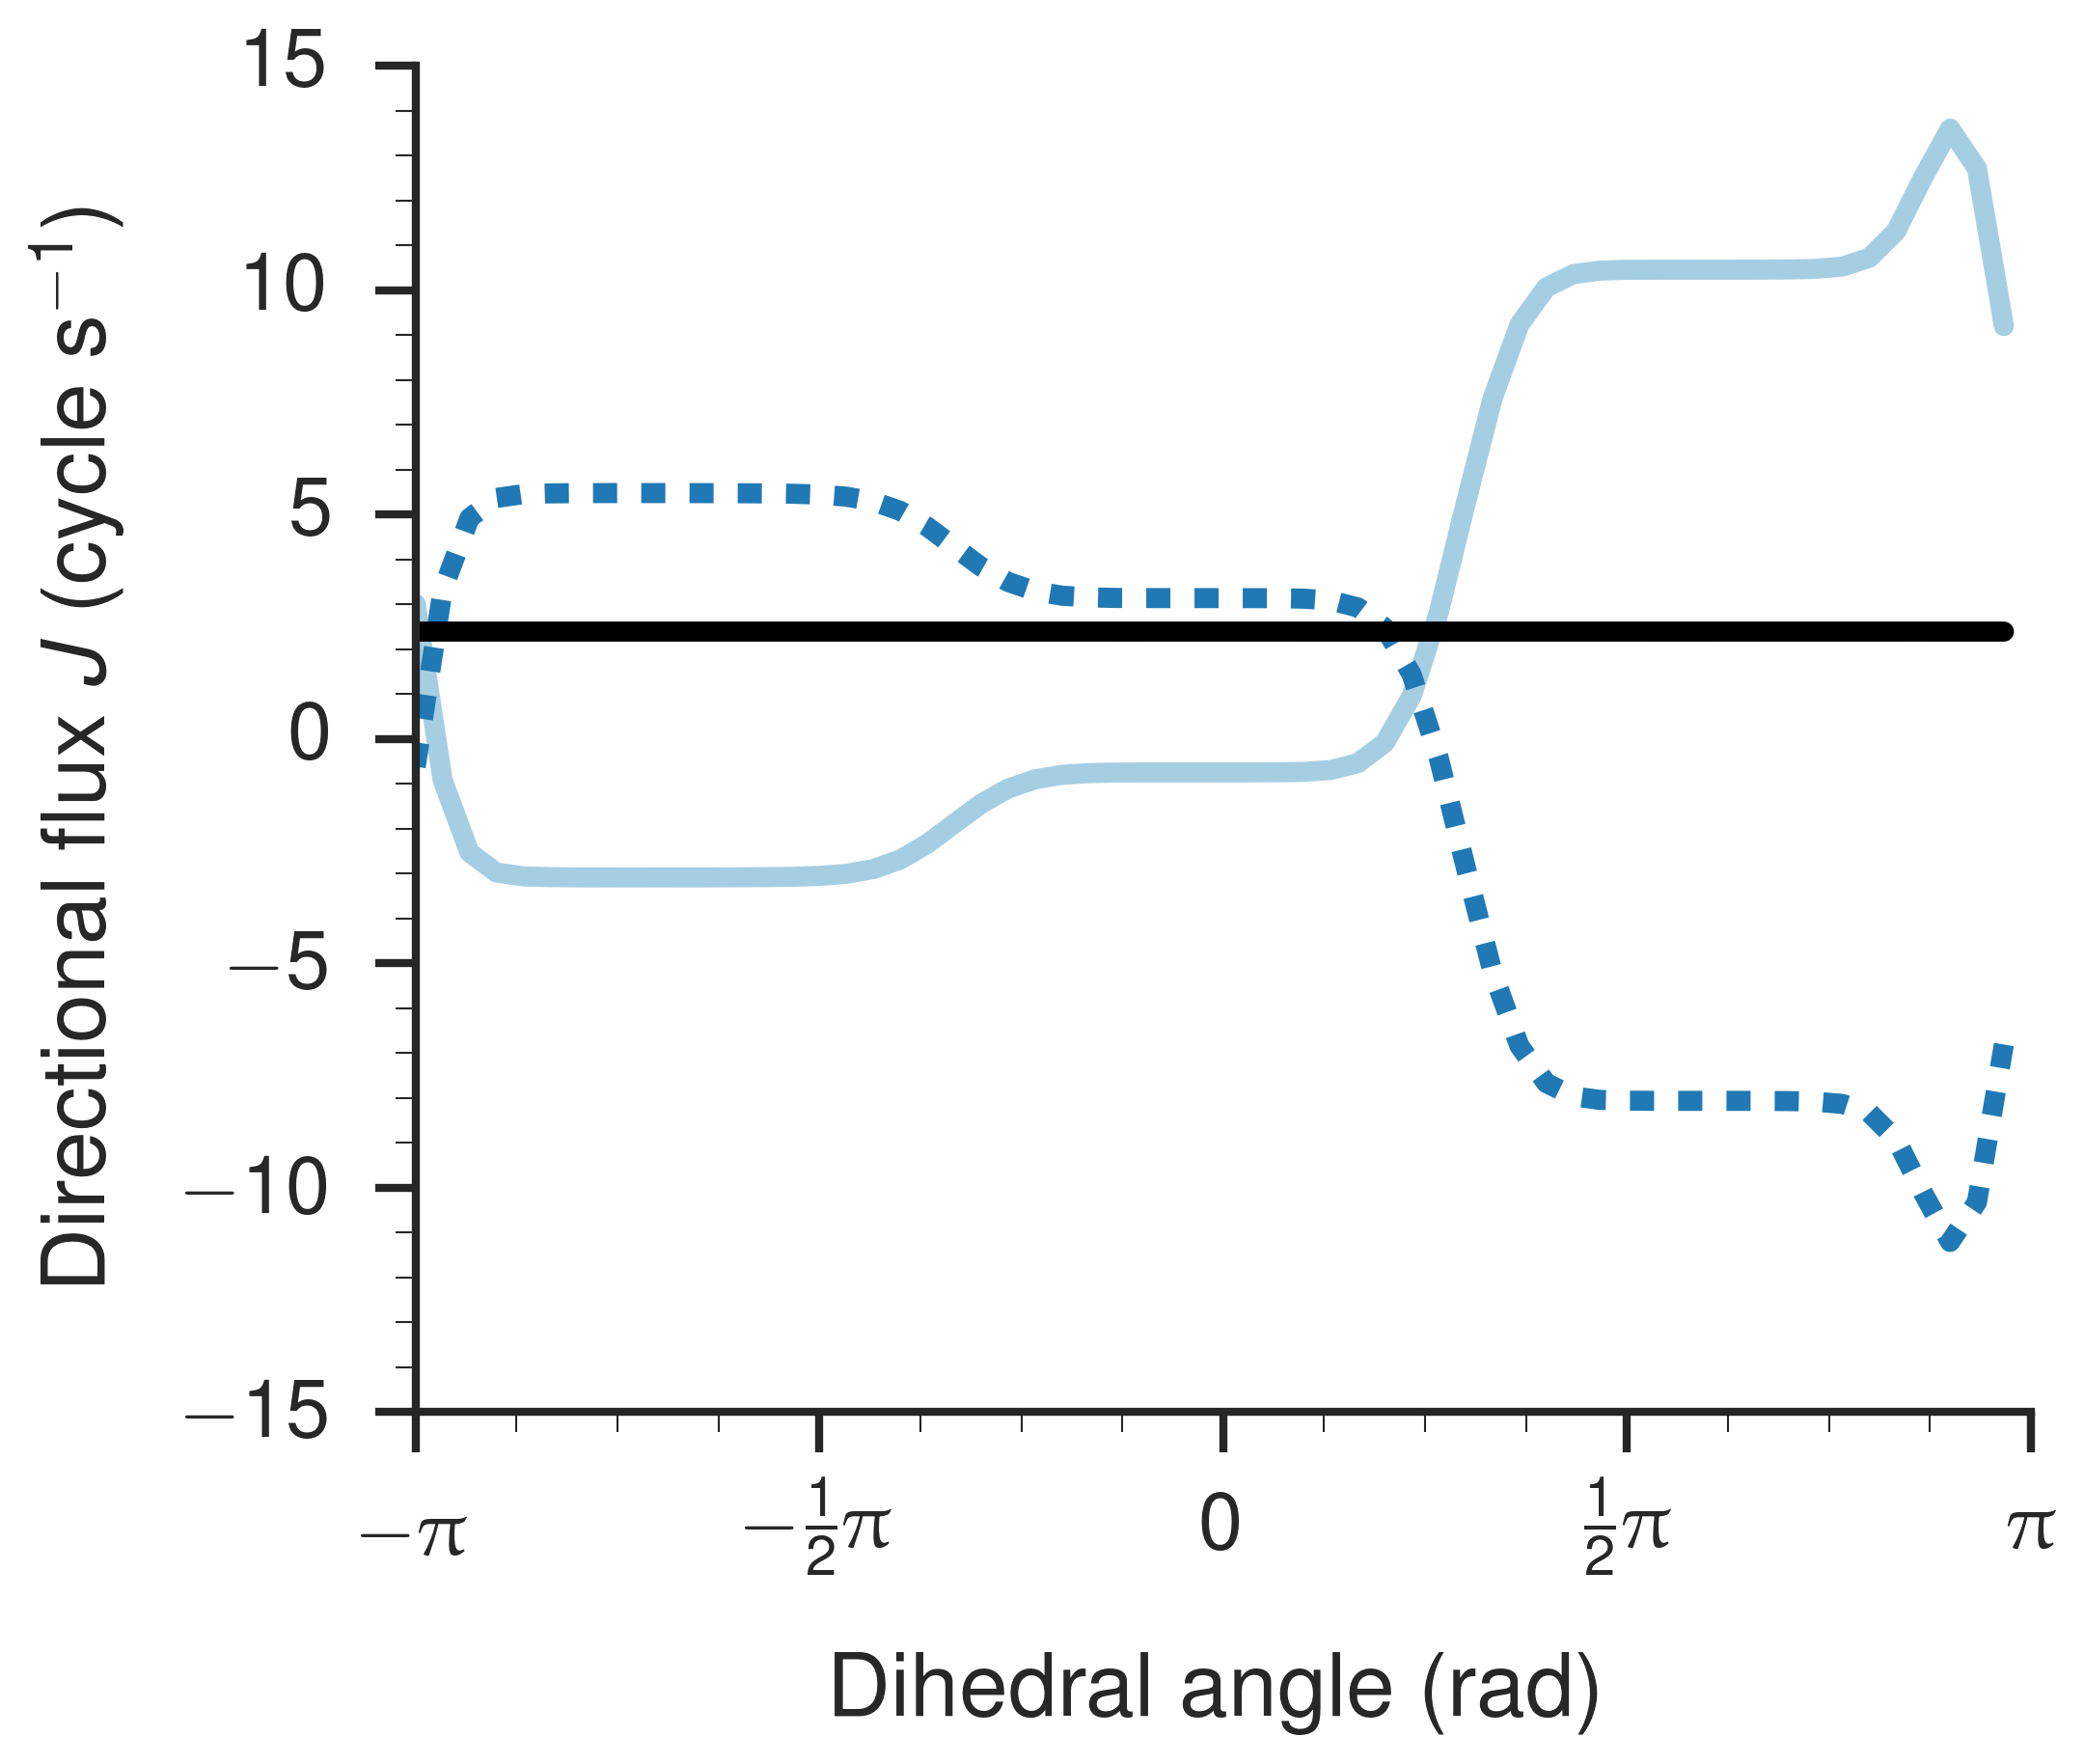 Directional flux J (cycle s⁻¹)
15
10
5
0
−5
−10
−15
−π
−½π
0
½π
π
Dihedral angle (rad)